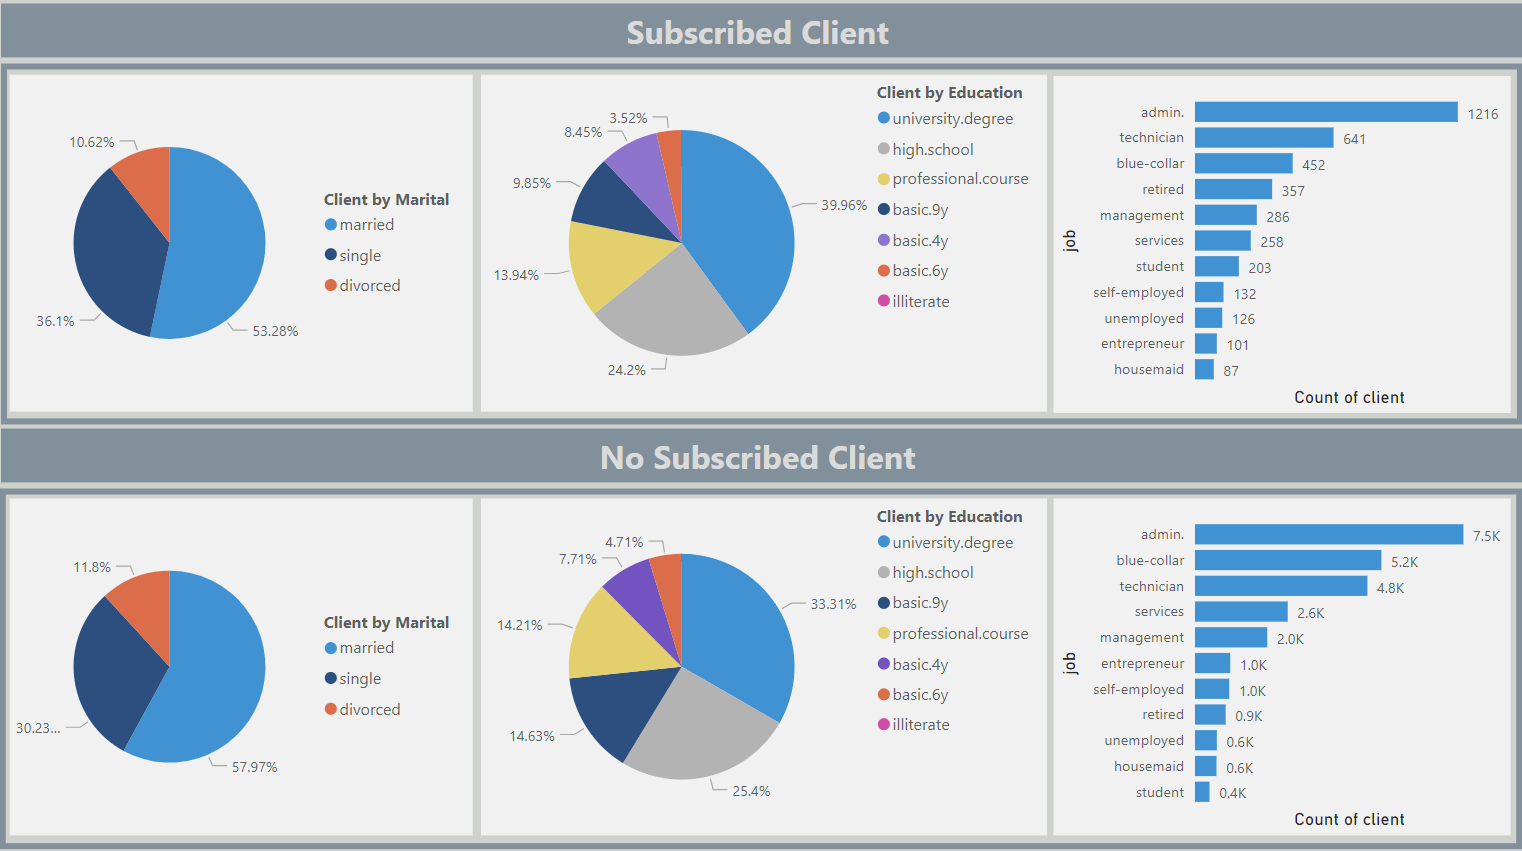 Subscribed Client
10.62%
36.1%
53.28%
Client by Marital
married
single
divorced
3.52%
8.45%
9.85%
13.94%
24.2%
39.96%
Client by Education
university.degree
high.school
professional.course
basic.9y
basic.4y
basic.6y
illiterate
job
admin. 1216
technician 641
blue-collar 452
retired 357
management 286
services 258
student 203
self-employed 132
unemployed 126
entrepreneur 101
housemaid 87
Count of client
No Subscribed Client
11.8%
30.23...
57.97%
Client by Marital
married
single
divorced
4.71%
7.71%
14.21%
14.63%
25.4%
33.31%
Client by Education
university.degree
high.school
basic.9y
professional.course
basic.4y
basic.6y
illiterate
job
admin. 7.5K
blue-collar 5.2K
technician 4.8K
services 2.6K
management 2.0K
entrepreneur 1.0K
self-employed 1.0K
retired 0.9K
unemployed 0.6K
housemaid 0.6K
student 0.4K
Count of client